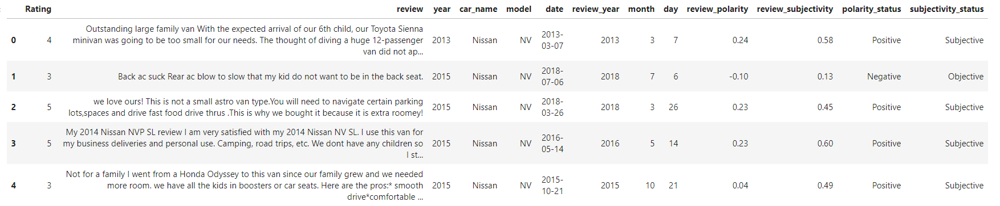 Rating review year car_name model date review_year month day review_polarity review_subjectivity polarity_status subjectivity_status
Outstanding large family van With the expected arrival of our 6th child, our Toyota Sienna
0 4 minivan was going to be too small for our needs. The thought of diving a huge 12-passenger 2013 Nissan NV 2013-03-07 2013 3 7 0.24 0.58 Positive Subjective
van did not ap...
1 3 Back ac suck Rear ac blow to slow that my kid do not want to be in the back seat. 2015 Nissan NV 2018-07-06 2018 7 6 -0.10 0.13 Negative Objective
2 5 we love ours! This is not a small astro van type.You will need to navigate certain parking 2015 Nissan NV 2018-03-26 2018 3 26 0.23 0.45 Positive Subjective
lots,spaces and drive fast food drive thrus .This is why we bought it because it is extra roomey!
My 2014 Nissan NVP SL review I am very satisfied with my 2014 Nissan NV SL. I use this van for
3 5 my business deliveries and personal use. Camping, road trips, etc. We dont have any children so 2015 Nissan NV 2016-05-14 2016 5 14 0.23 0.60 Positive Subjective
I st...
Not for a family I went from a Honda Odyssey to this van since our family grew and we needed
4 3 more room. we have all the kids in boosters or car seats. Here are the pros:* smooth 2015 Nissan NV 2015-10-21 2015 10 21 0.04 0.49 Positive Subjective
drive*comfortable ...